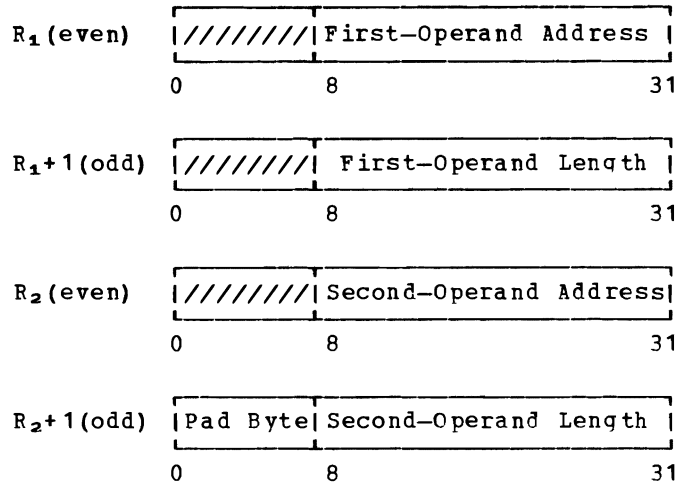 R₁(even) |////////|First—Operand Address|
0 8 31
R₁+1(odd) |////////| First—Operand Length |
0 8 31
R₂(even) |////////|Second—Operand Address|
0 8 31
R₂+1(odd) |Pad Byte|Second—Operand Length |
0 8 31